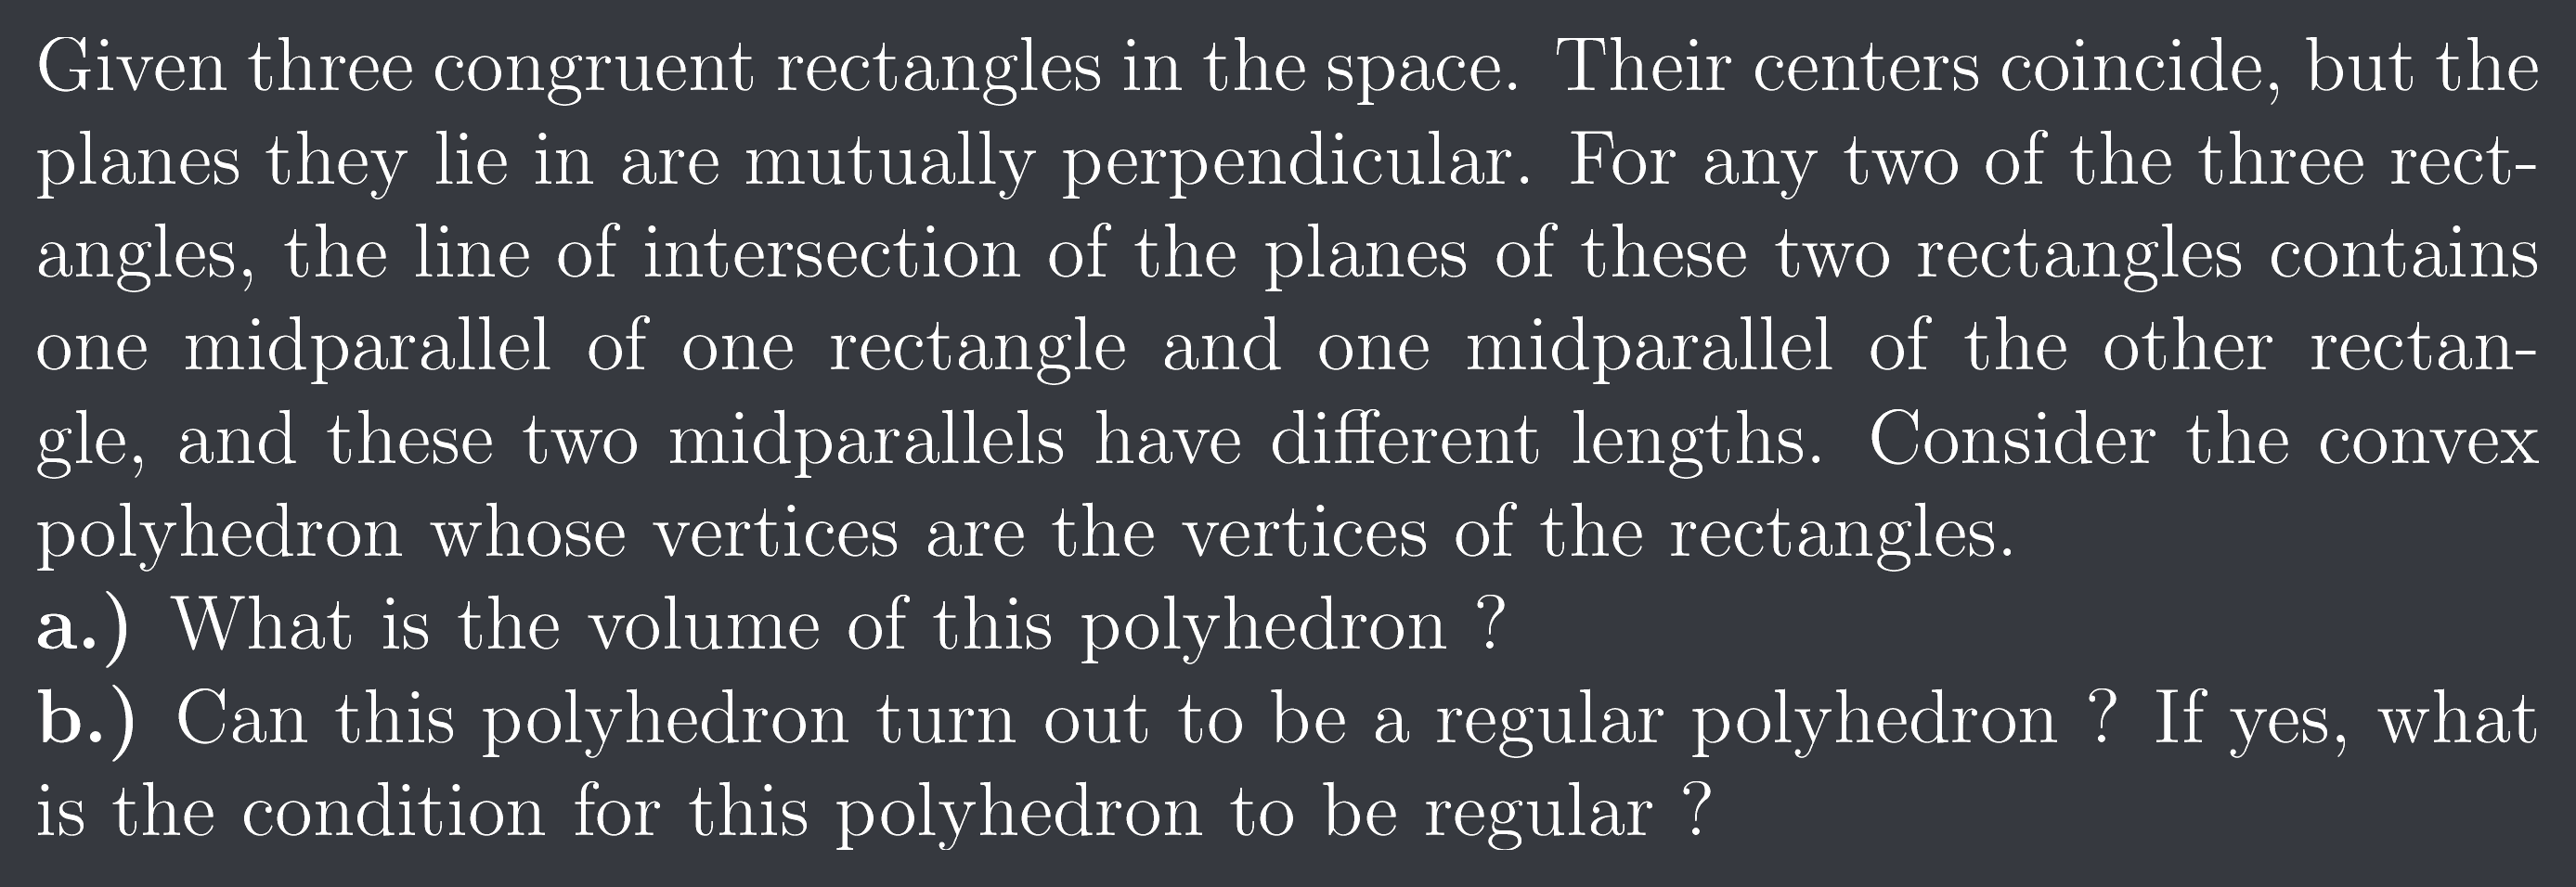 Given three congruent rectangles in the space. Their centers coincide, but the
planes they lie in are mutually perpendicular. For any two of the three rect-
angles, the line of intersection of the planes of these two rectangles contains
one midparallel of one rectangle and one midparallel of the other rectan-
gle, and these two midparallels have different lengths. Consider the convex
polyhedron whose vertices are the vertices of the rectangles.
a.) What is the volume of this polyhedron ?
b.) Can this polyhedron turn out to be a regular polyhedron ? If yes, what
is the condition for this polyhedron to be regular ?